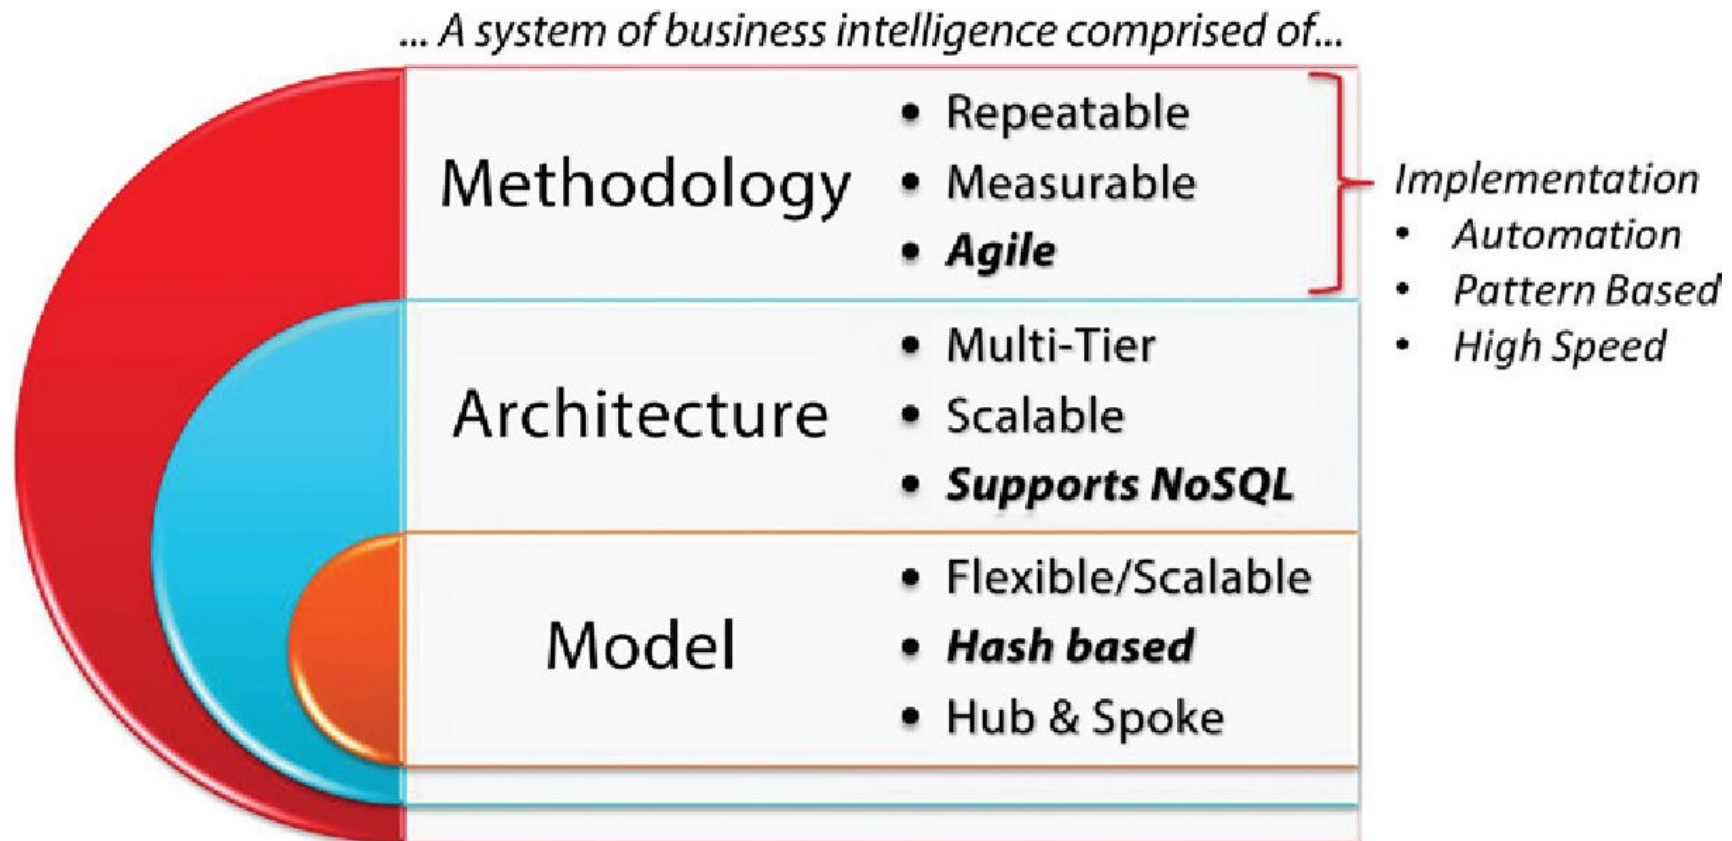 ... A system of business intelligence comprised of...
Methodology
• Repeatable
• Measurable
• Agile
Implementation
• Automation
• Pattern Based
• High Speed
Architecture
• Multi-Tier
• Scalable
• Supports NoSQL
Model
• Flexible/Scalable
• Hash based
• Hub & Spoke